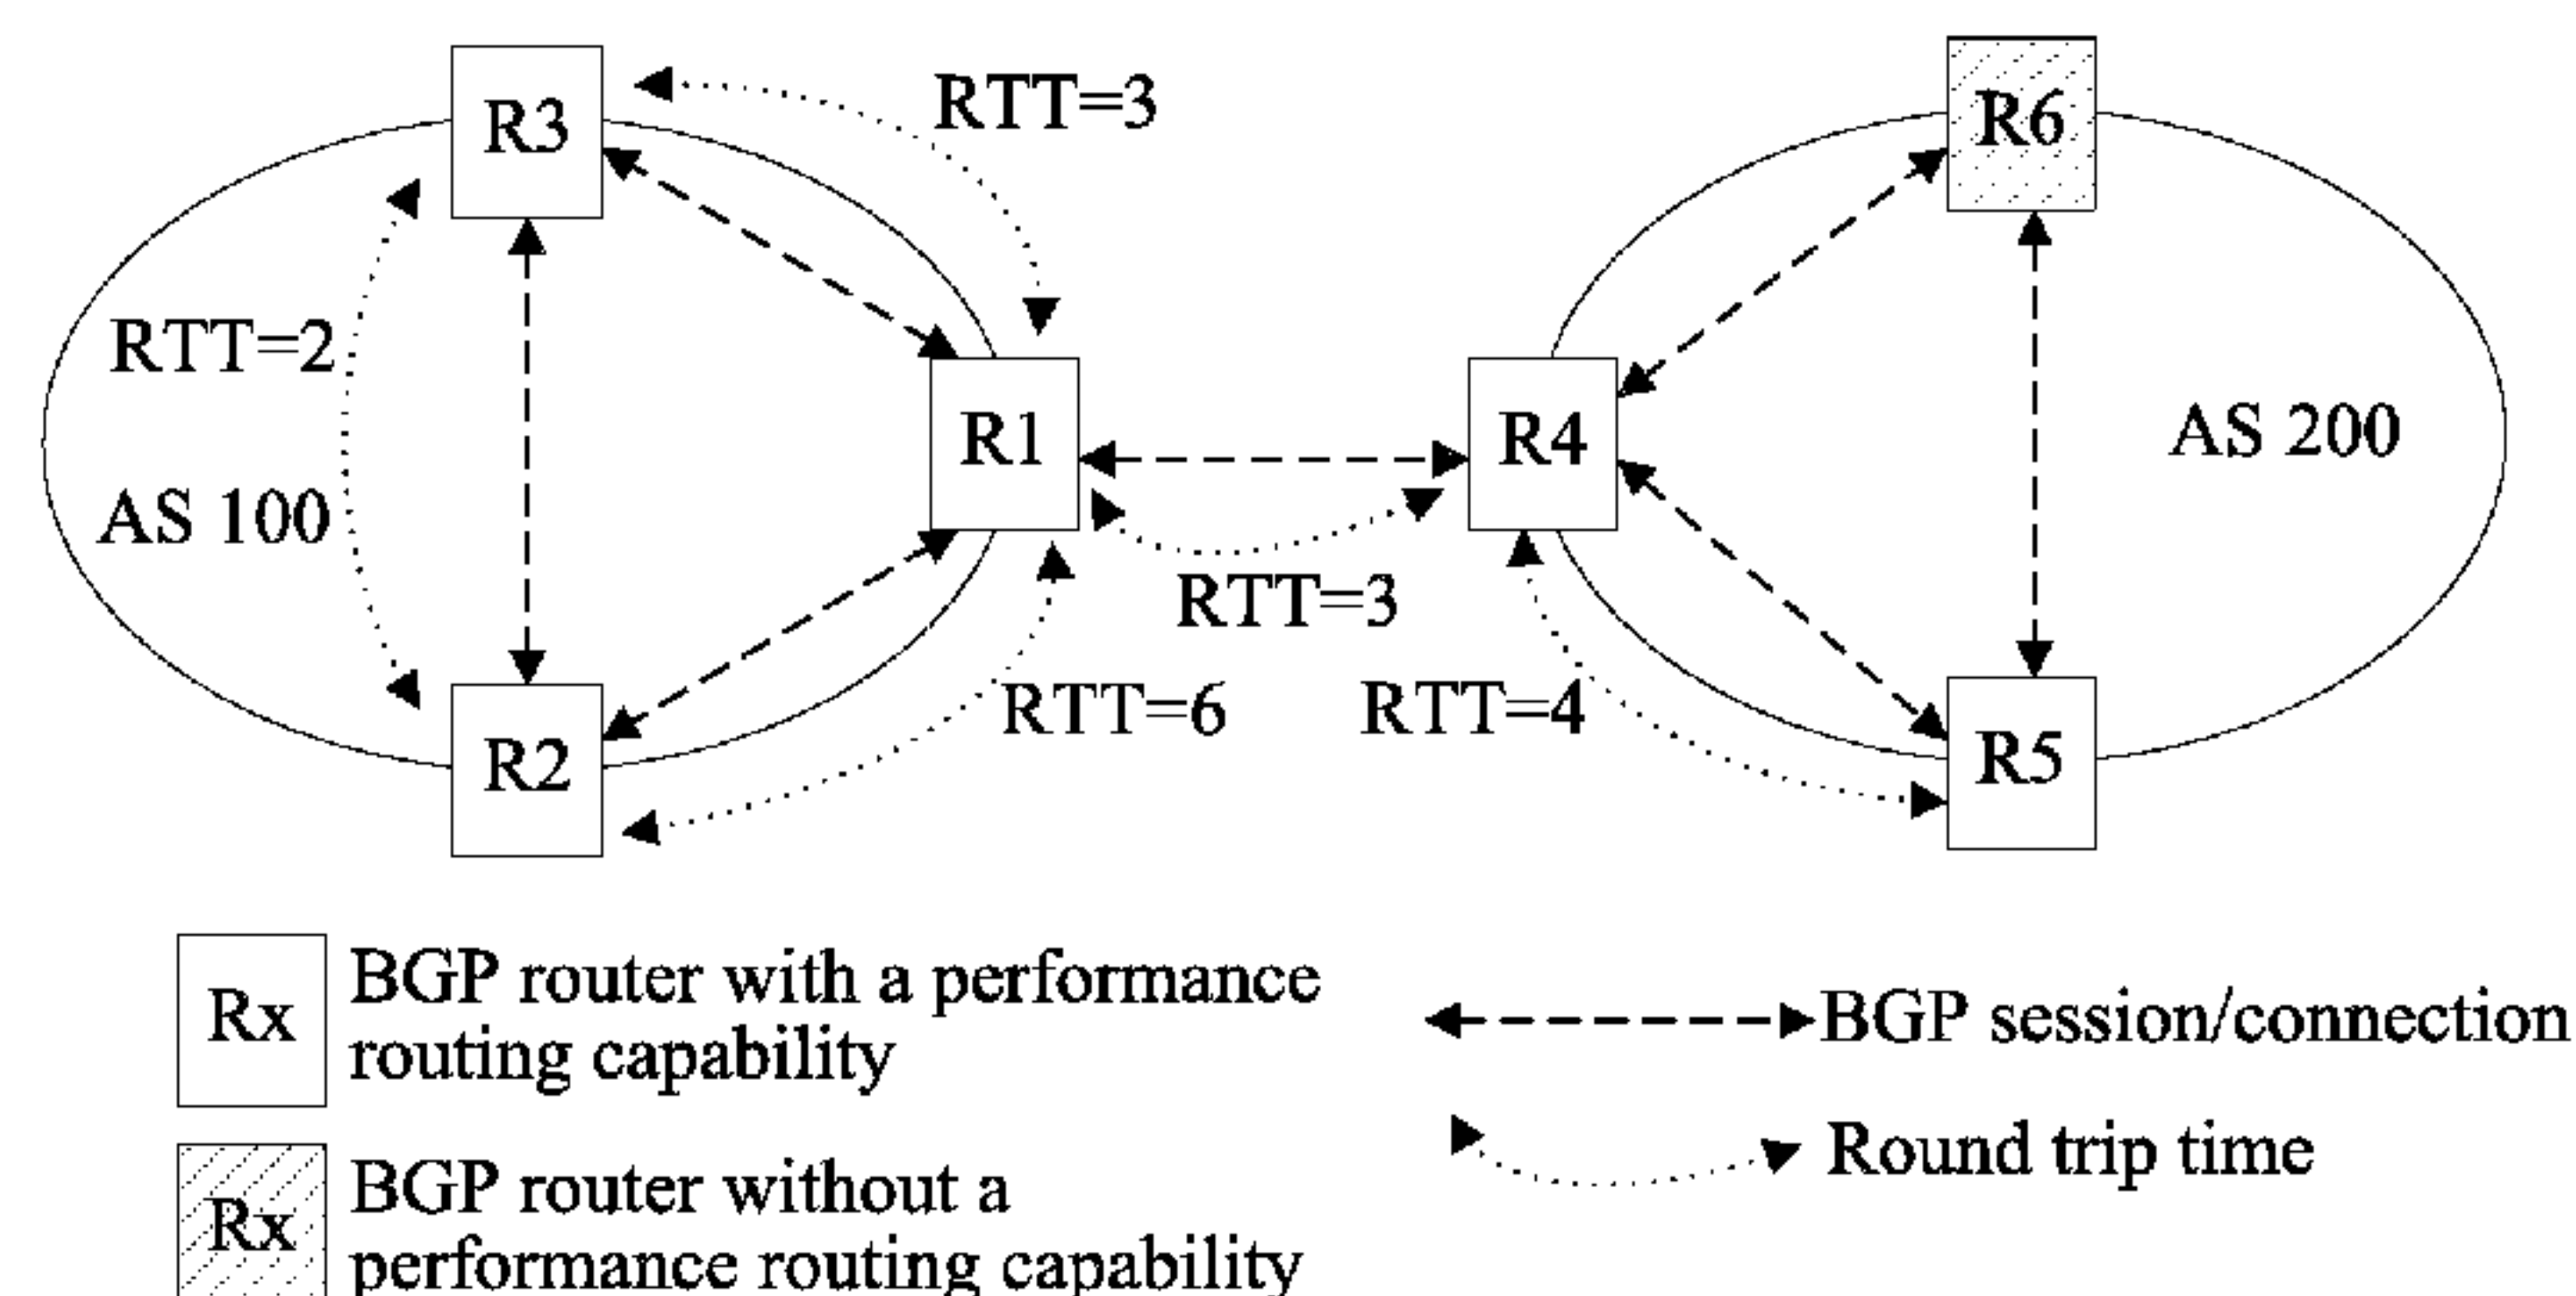 R3
RTT=3
R6
RTT=2
R1
R4
AS 200
AS 100
RTT=3
RTT=6
RTT=4
R2
R5
Rx
BGP router with a performance
routing capability
BGP session/connection
Round trip time
Rx
BGP router without a
performance routing capability